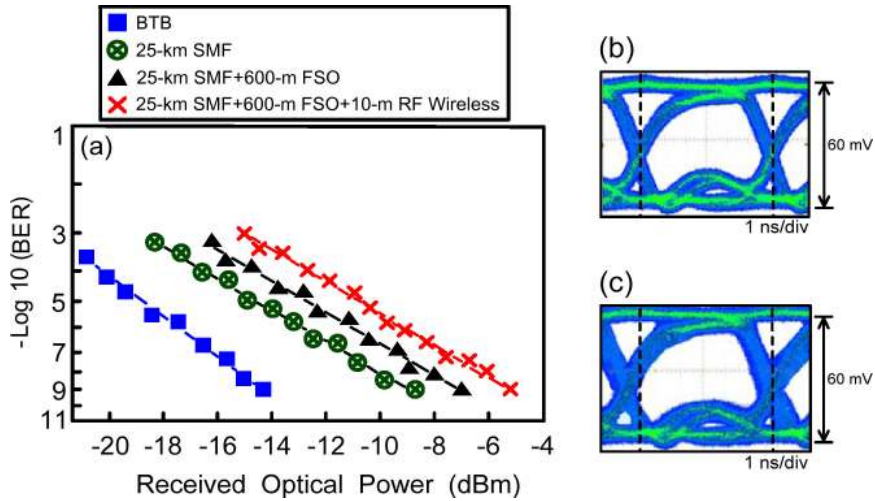 BTB
25-km SMF
25-km SMF+600-m FSO
25-km SMF+600-m FSO+10-m RF Wireless
(a)
-Log 10 (BER)
1
3
5
7
9
11
-20 -18 -16 -14 -12 -10 -8 -6 -4
Received Optical Power (dBm)
(b)
60 mV
1 ns/div
(c)
60 mV
1 ns/div